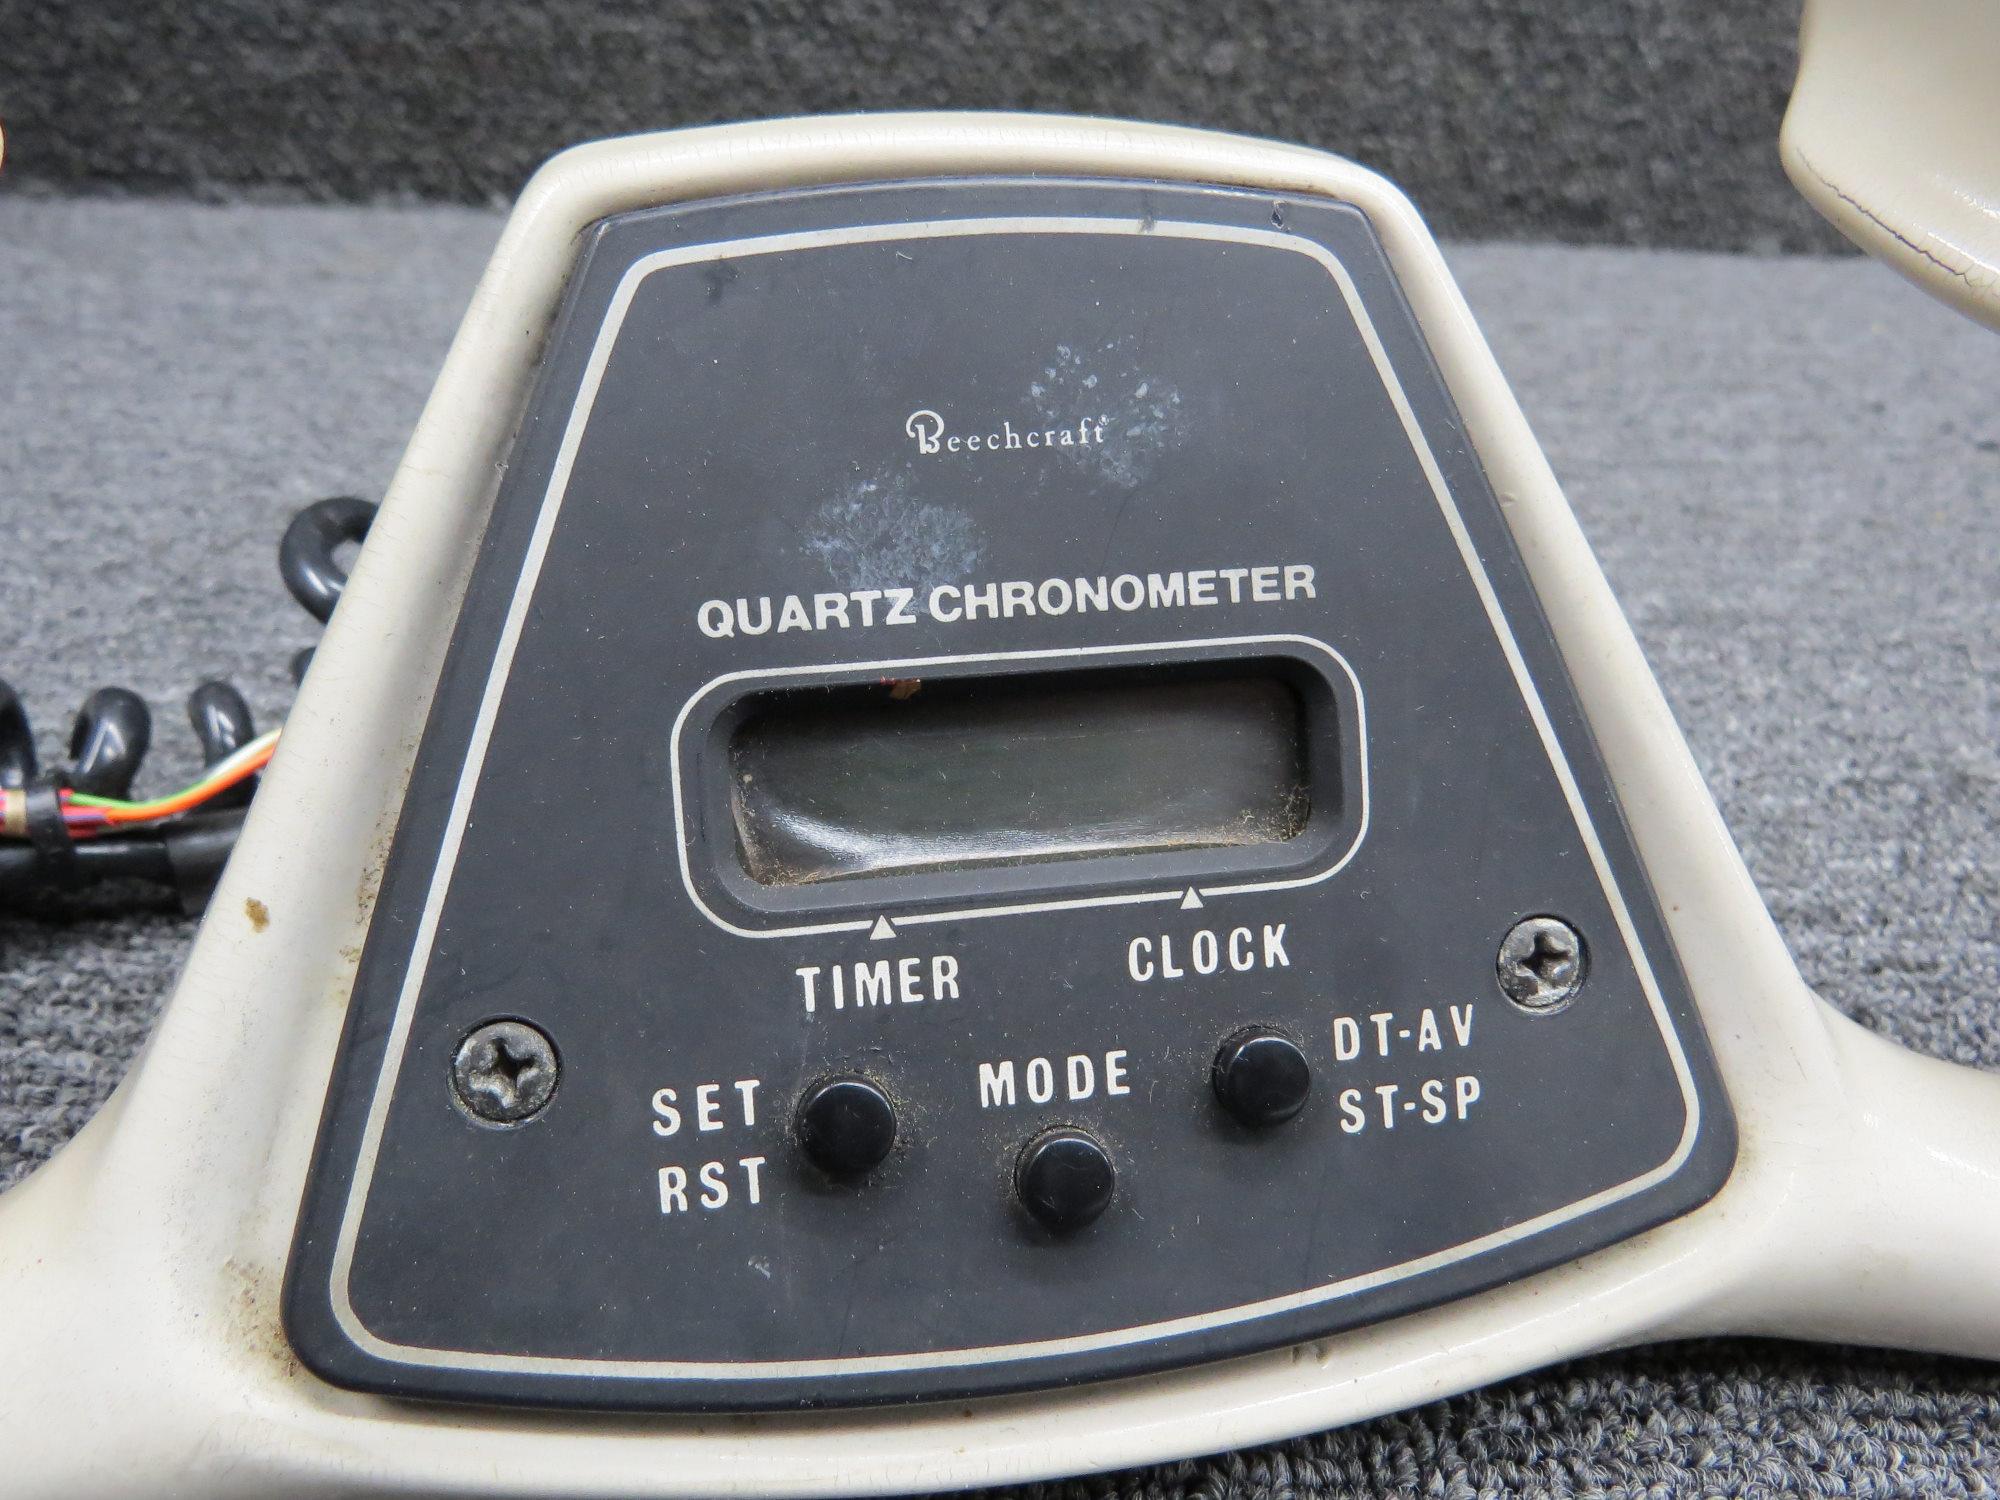 Beechcraft
QUARTZ CHRONOMETER
TIMER CLOCK
SET MODE DT-AV
RST ST-SP